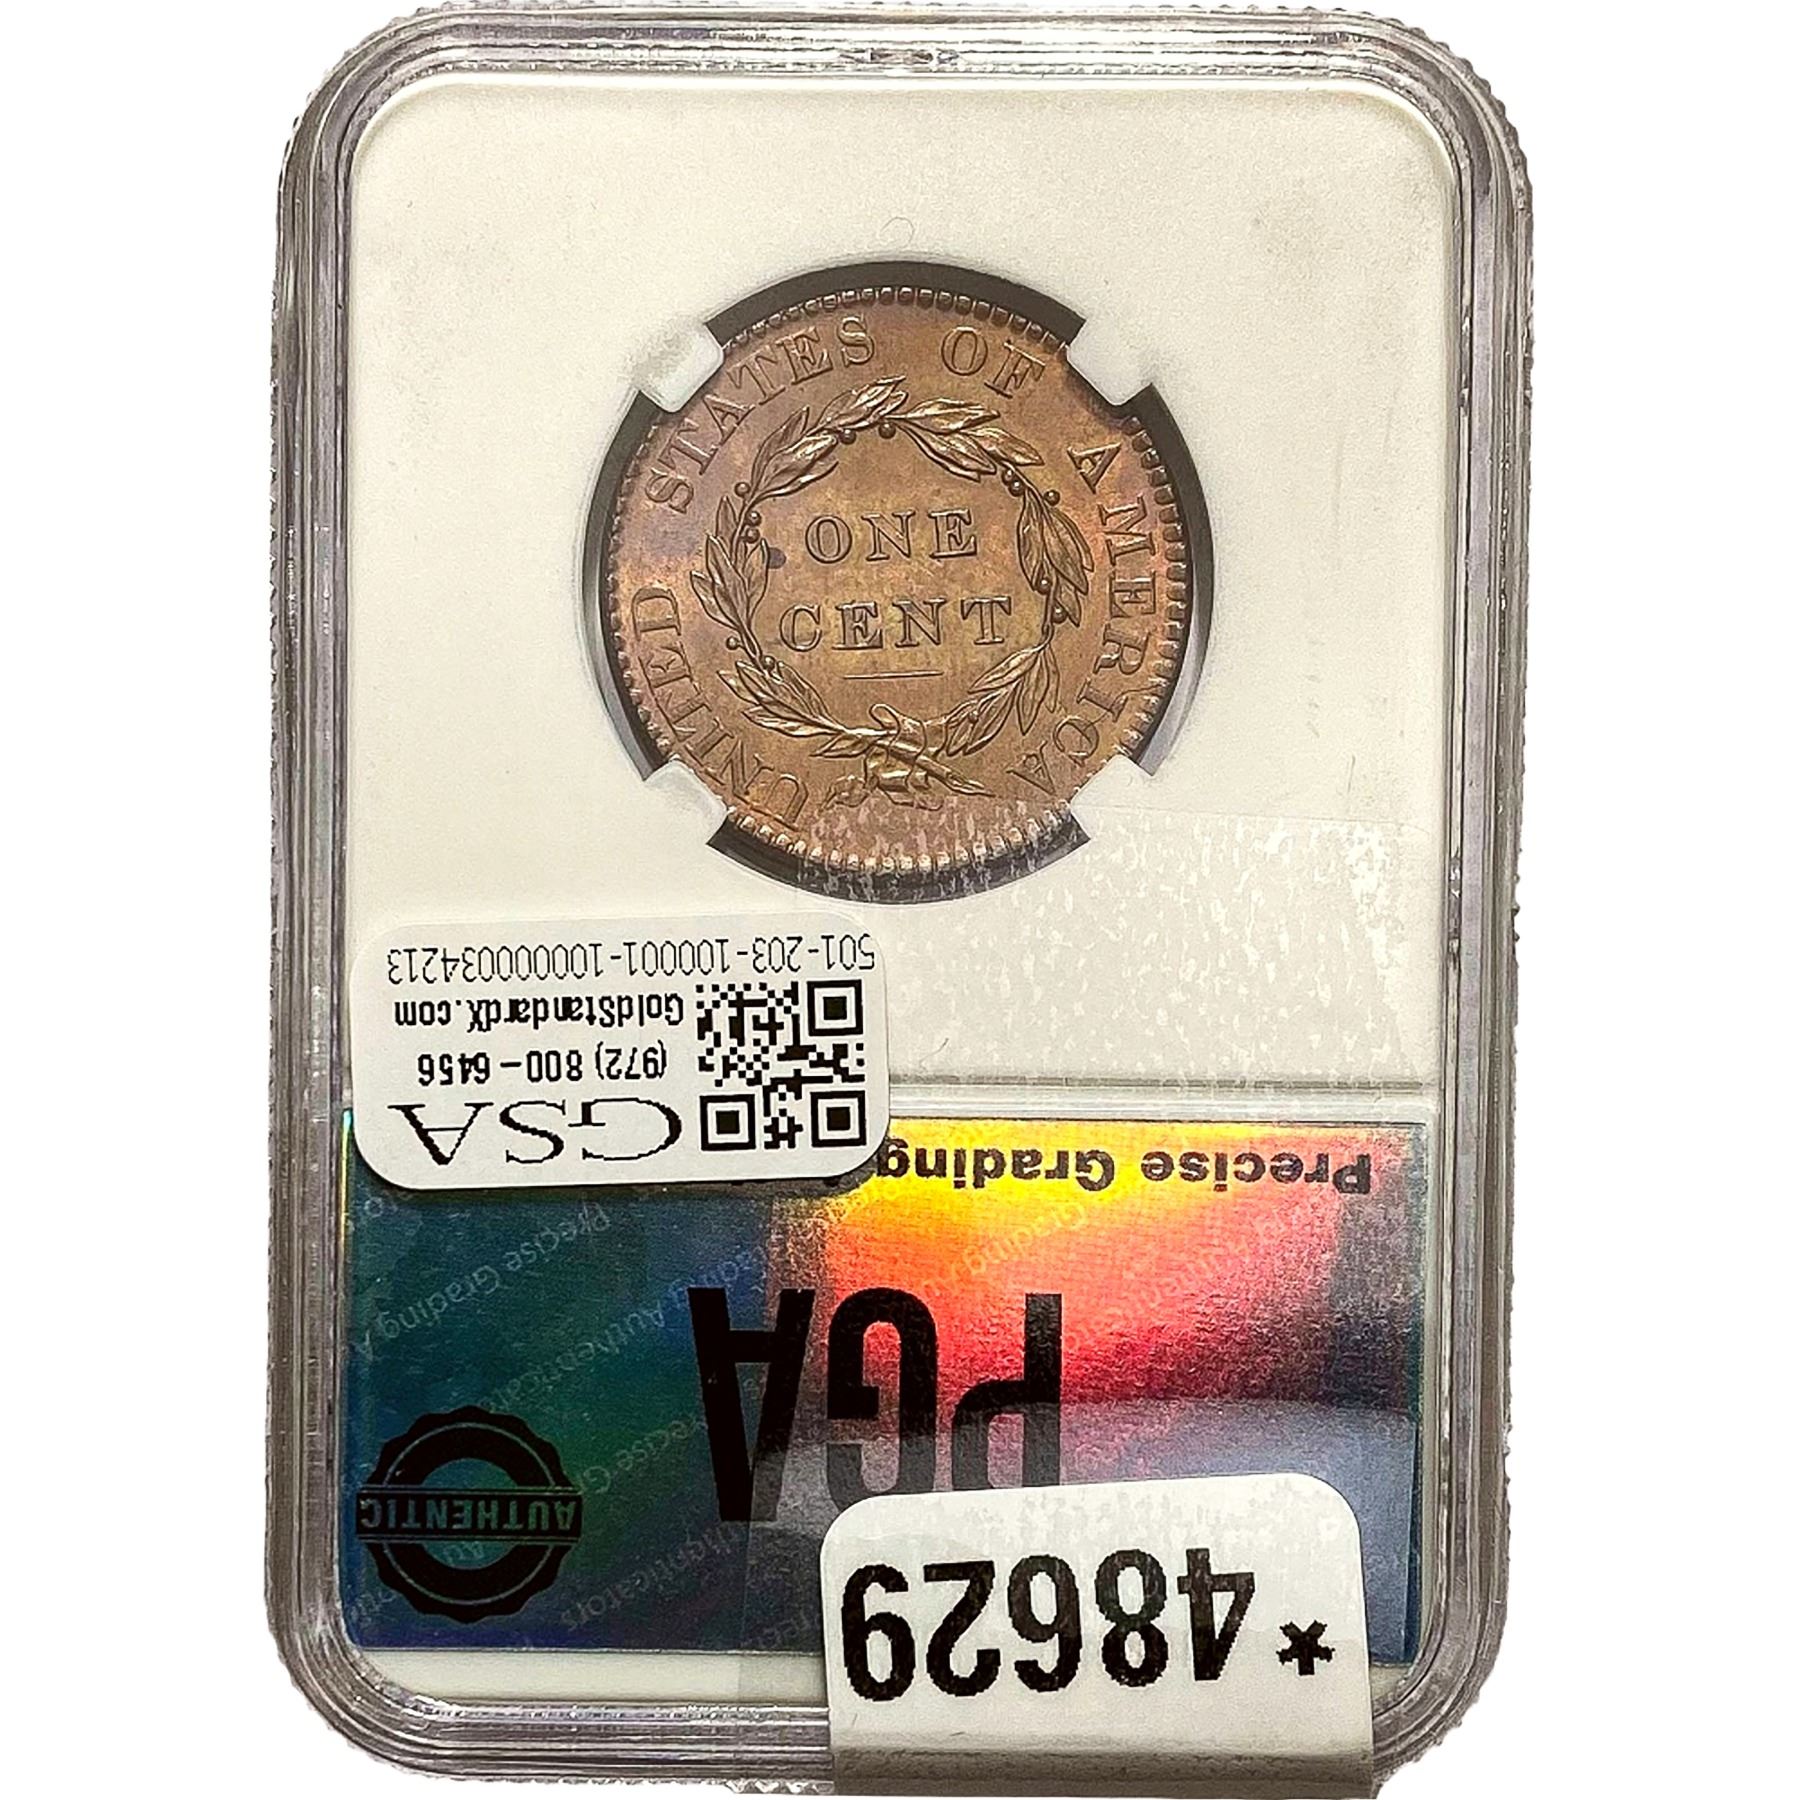 UNITED STATES OF AMERICA
ONE
CENT
501-203-100001-1000000034213
GoldStandardX.com
(972) 800-6456
GSA
Precise Grading
PGA
AUTHENTIC
*48629